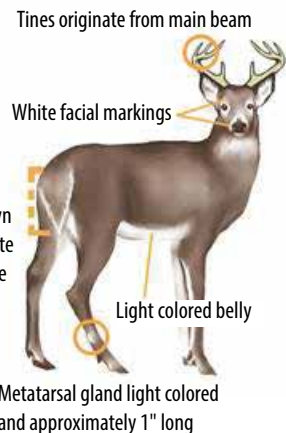 Tines originate from main beam
White facial markings
Light colored belly
Metatarsal gland light colored
and approximately 1" long